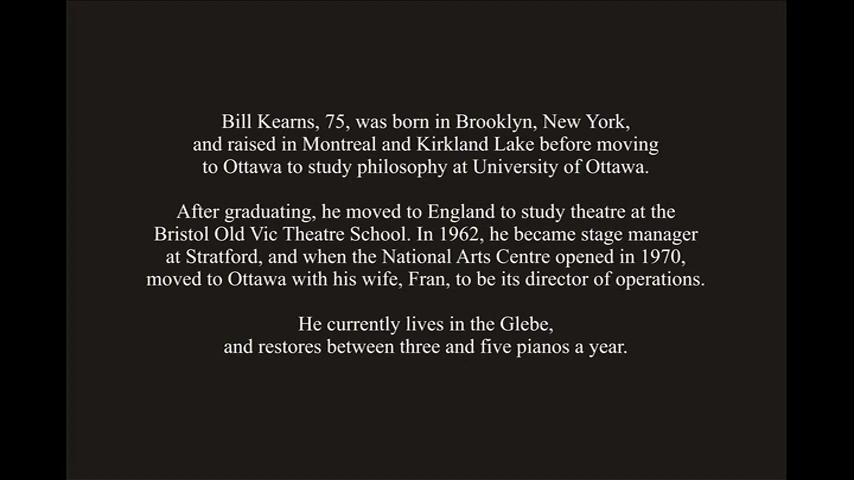 Bill Kearns, 75, was born in Brooklyn, New York,
and raised in Montreal and Kirkland Lake before moving
to Ottawa to study philosophy at University of Ottawa.
After graduating, he moved to England to study theatre at the
Bristol Old Vic Theatre School. In 1962, he became stage manager
at Stratford, and when the National Arts Centre opened in 1970,
moved to Ottawa with his wife, Fran, to be its director of operations.
He currently lives in the Glebe,
and restores between three and five pianos a year.